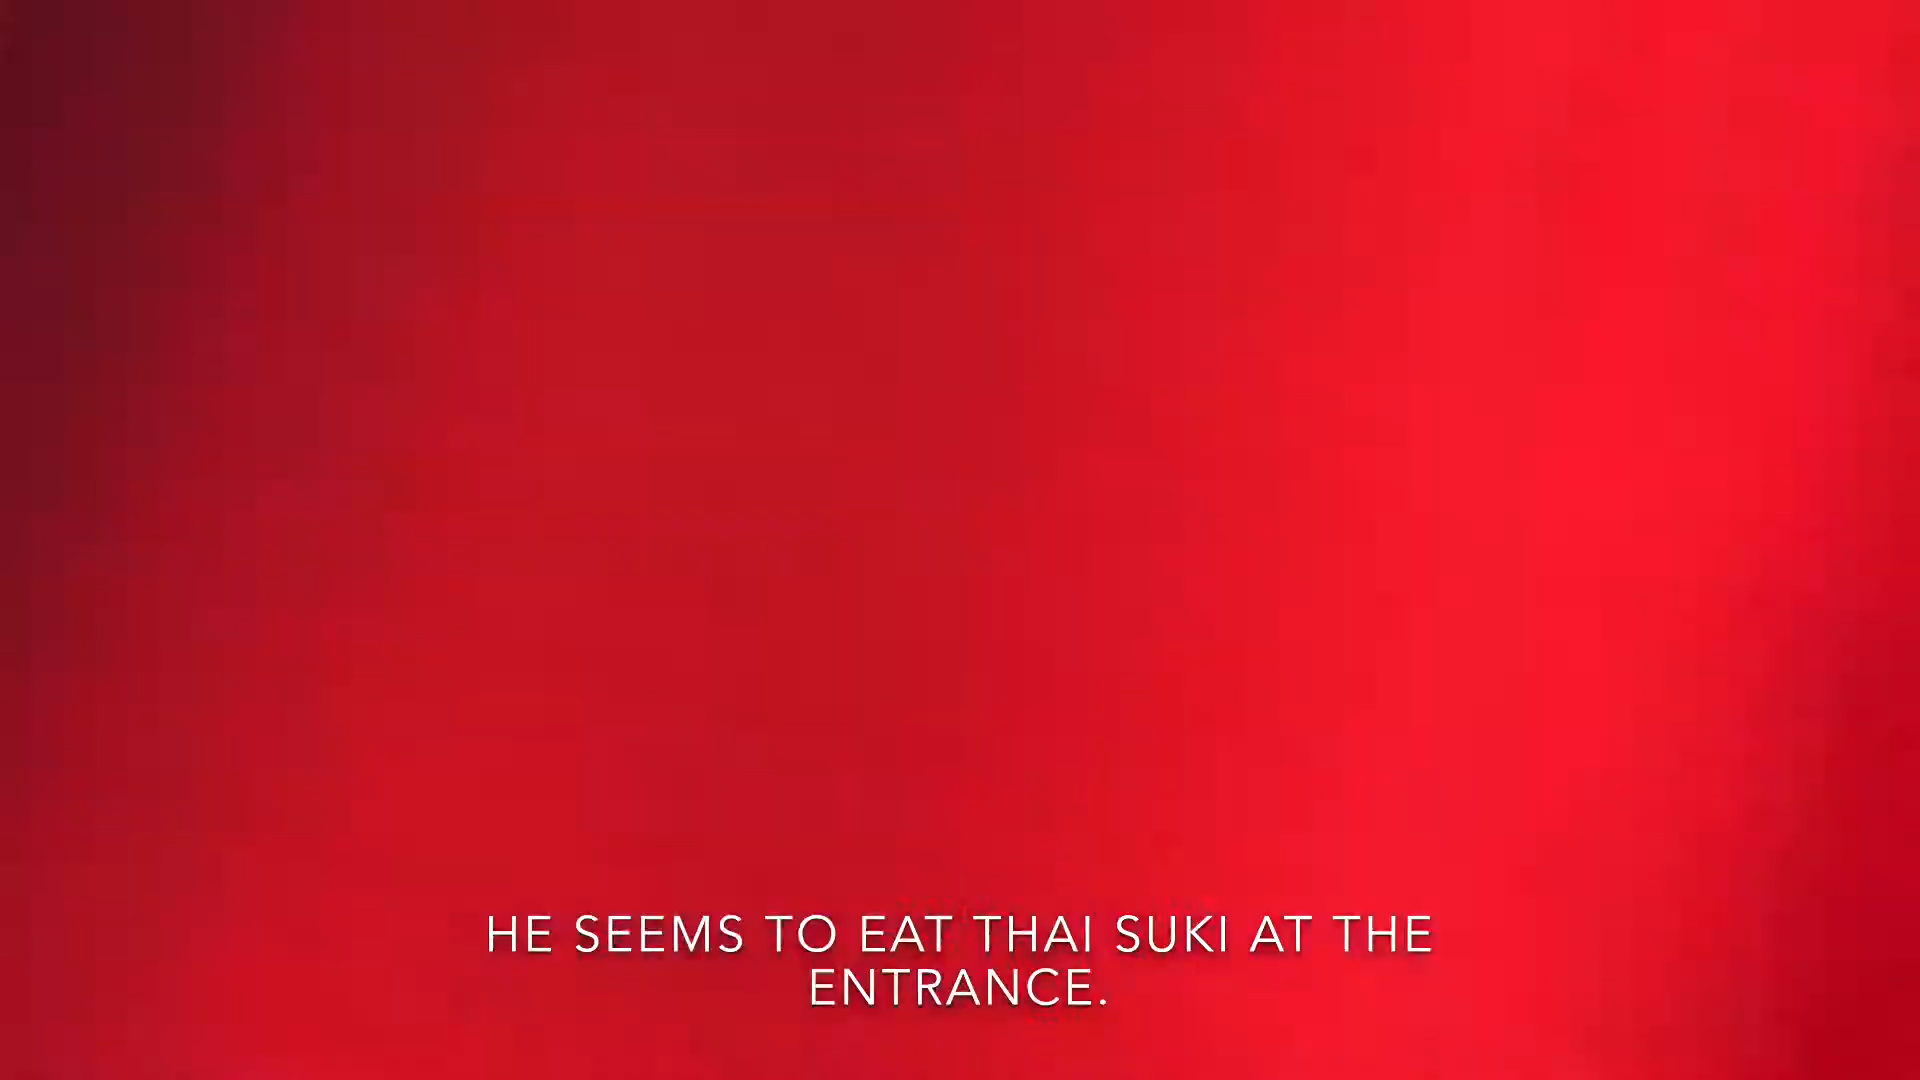 HE SEEMS TO EAT THAI SUKI AT THE
ENTRANCE.